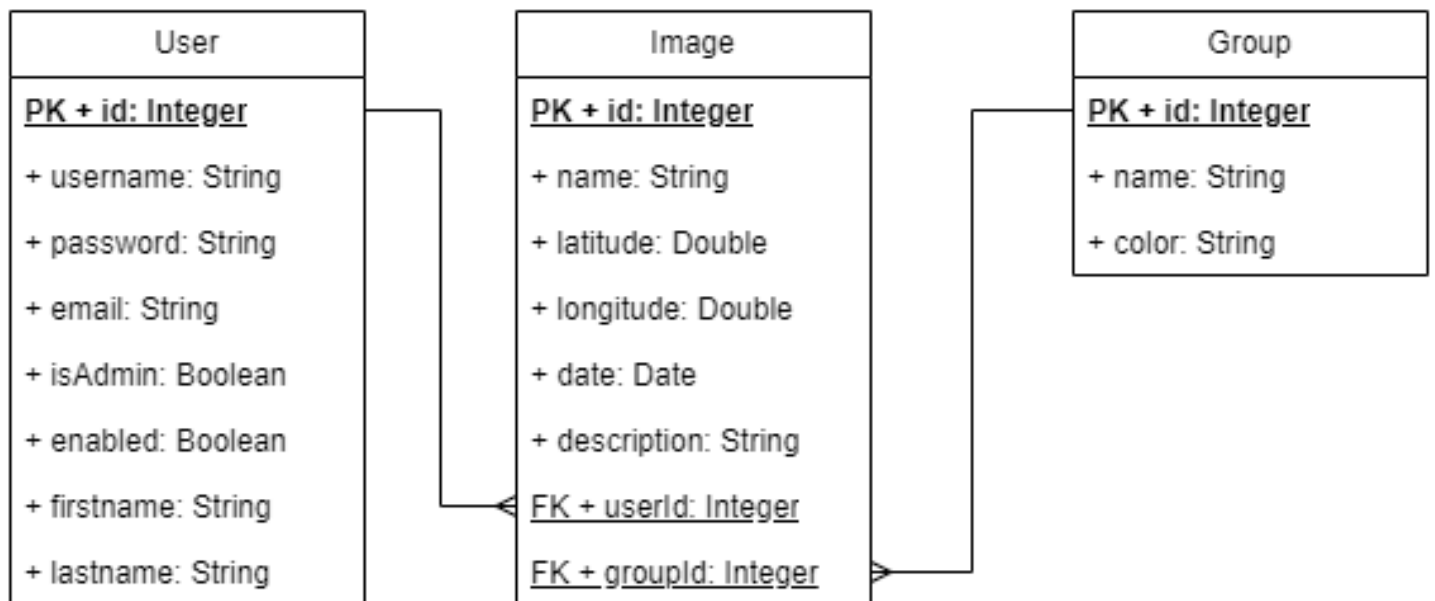 User
PK + id: Integer
+ username: String
+ password: String
+ email: String
+ isAdmin: Boolean
+ enabled: Boolean
+ firstname: String
+ lastname: String
Image
PK + id: Integer
+ name: String
+ latitude: Double
+ longitude: Double
+ date: Date
+ description: String
FK + userId: Integer
FK + groupId: Integer
Group
PK + id: Integer
+ name: String
+ color: String